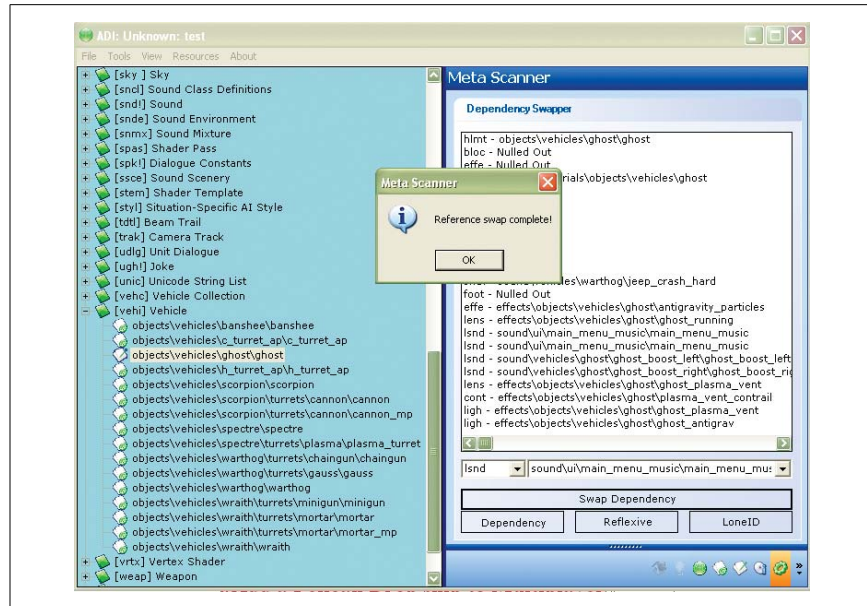 ADI: Unknown: test
File Tools View Resources About
[sky ] Sky
[sncl] Sound Class Definitions
[snd!] Sound
[snde] Sound Environment
[snmx] Sound Mixture
[spas] Shader Pass
[spk!] Dialogue Constants
[ssce] Sound Scenery
[stem] Shader Template
[styl] Situation-Specific AI Style
[tdtl] Beam Trail
[trak] Camera Track
[udlg] Unit Dialogue
[ugh!] Joke
[unic] Unicode String List
[vehc] Vehicle Collection
[vehi] Vehicle
objects\vehicles\banshee\banshee
objects\vehicles\c_turret_ap\c_turret_ap
objects\vehicles\ghost\ghost
objects\vehicles\h_turret_ap\h_turret_ap
objects\vehicles\scorpion\scorpion
objects\vehicles\scorpion\turrets\cannon\cannon
objects\vehicles\scorpion\turrets\cannon\cannon_mp
objects\vehicles\spectre\spectre
objects\vehicles\spectre\turrets\plasma\plasma_turret
objects\vehicles\warthog\turrets\chaingun\chaingun
objects\vehicles\warthog\turrets\gauss\gauss
objects\vehicles\warthog\warthog
objects\vehicles\wraith\turrets\minigun\minigun
objects\vehicles\wraith\turrets\mortar\mortar
objects\vehicles\wraith\turrets\mortar\mortar_mp
objects\vehicles\wraith\wraith
[vrtx] Vertex Shader
[weap] Weapon
Meta Scanner
Dependency Swapper
hlmt - objects\vehicles\ghost\ghost
bloc - Nulled Out
effe - Nulled Out
rials\objects\vehicles\ghost
Meta Scanner
Reference swap complete!
OK
\vehicles\warthog\jeep_crash_hard
foot - Nulled Out
effe - effects\objects\vehicles\ghost\antigravity_particles
lens - effects\objects\vehicles\ghost\ghost_running
lsnd - sound\ui\main_menu_music\main_menu_music
lsnd - sound\ui\main_menu_music\main_menu_music
lsnd - sound\vehicles\ghost\ghost_boost_left\ghost_boost_left
lsnd - sound\vehicles\ghost\ghost_boost_right\ghost_boost_rig
lens - effects\objects\vehicles\ghost\ghost_plasma_vent
cont - effects\objects\vehicles\ghost\plasma_vent_contrail
ligh - effects\objects\vehicles\ghost\ghost_plasma_vent
ligh - effects\objects\vehicles\ghost\ghost_antigrav
lsnd sound\ui\main_menu_music\main_menu_mu
Swap Dependency
Dependency Reflexive LoneID